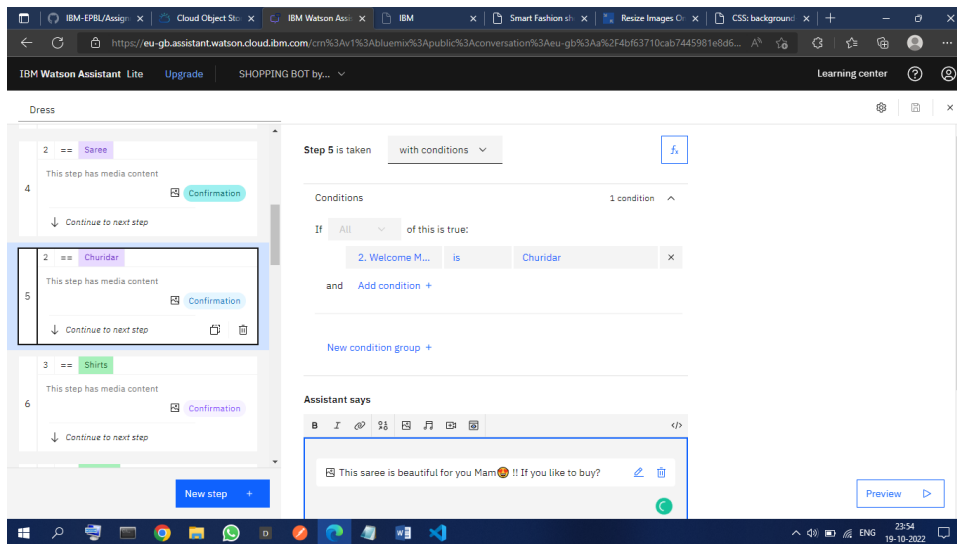 IBM-EPBL/Assign
Cloud Object Sto
IBM Watson Assis
IBM
Smart Fashion sh
Resize Images On
CSS: background
https://eu-gb.assistant.watson.cloud.ibm.com/crn%3Av1%3Abluemix%3Apublic%3Aconversation%3Aeu-gb%3Aa%2F4bf63710cab7445981e8d6...
IBM Watson Assistant Lite Upgrade SHOPPING BOT by... Learning center
Dress
2 == Saree
This step has media content
4
Confirmation
Continue to next step
2 == Churidar
This step has media content
5
Confirmation
Continue to next step
3 == Shirts
This step has media content
6
Confirmation
Continue to next step
New step +
Step 5 is taken with conditions fx
Conditions 1 condition
If All of this is true:
2. Welcome M... is Churidar
and Add condition +
New condition group +
Assistant says
B I </>
This saree is beautiful for you Mam🥰 !! If you like to buy?
Preview
ENG
23:54
19-10-2022